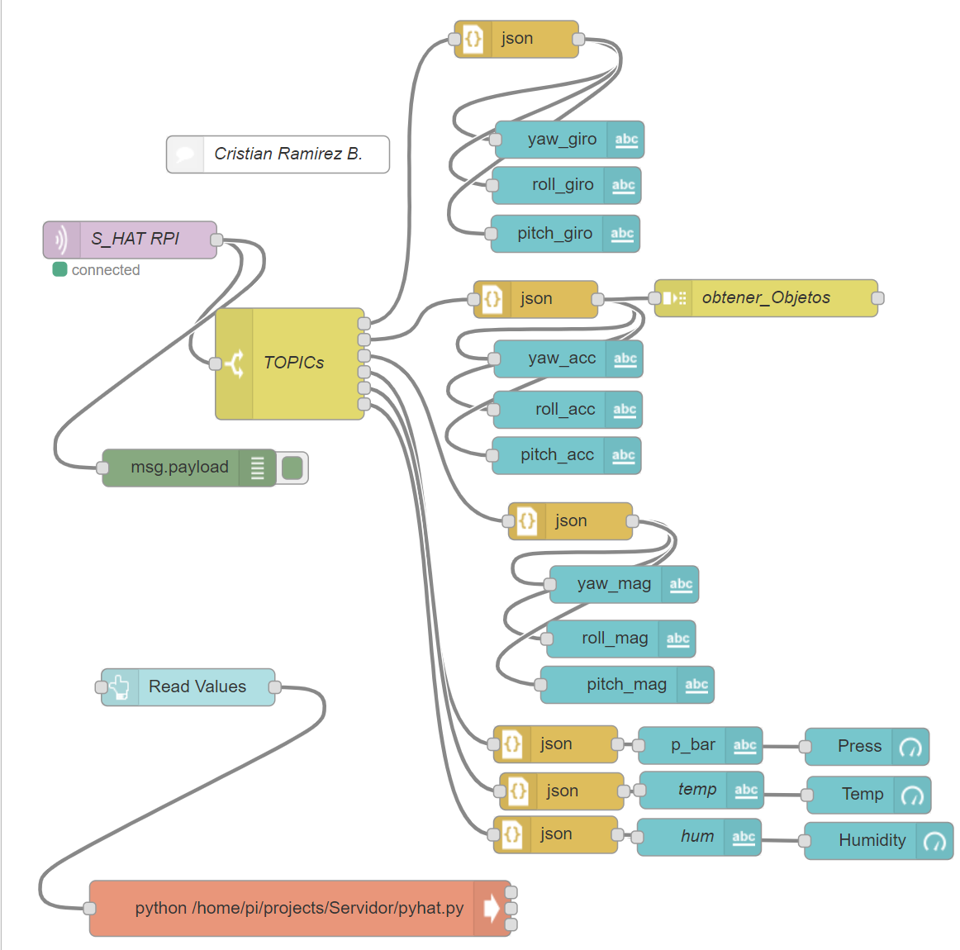 json
Cristian Ramirez B.
yaw_giro abc
roll_giro abc
pitch_giro abc
S_HAT RPI
connected
json
obtener_Objetos
TOPICs
yaw_acc abc
roll_acc abc
pitch_acc abc
msg.payload
json
yaw_mag abc
roll_mag abc
pitch_mag abc
Read Values
json
p_bar abc
Press
json
temp abc
Temp
json
hum abc
Humidity
python /home/pi/projects/Servidor/pyhat.py